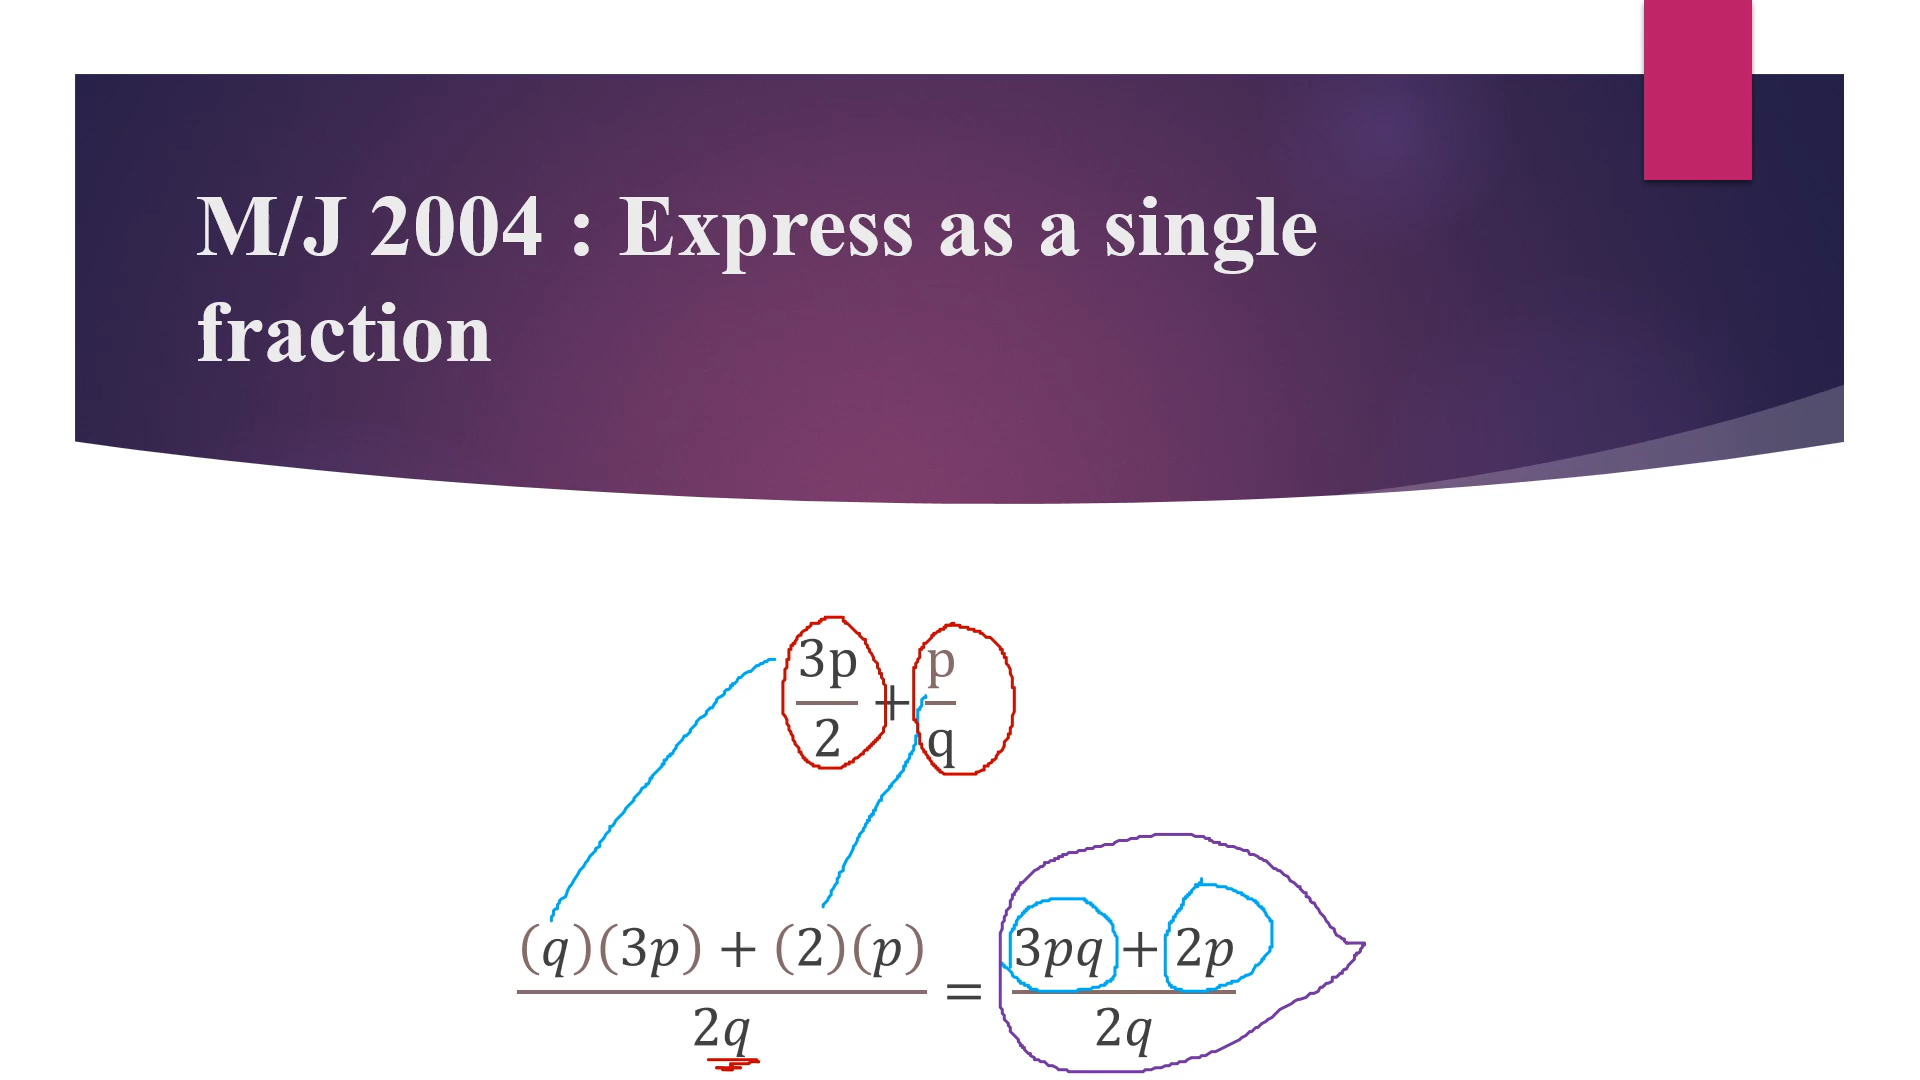 M/J 2004 : Express as a single
fraction
3p/2 + p/q
(q)(3p) + (2)(p)/2q = 3pq + 2p/2q